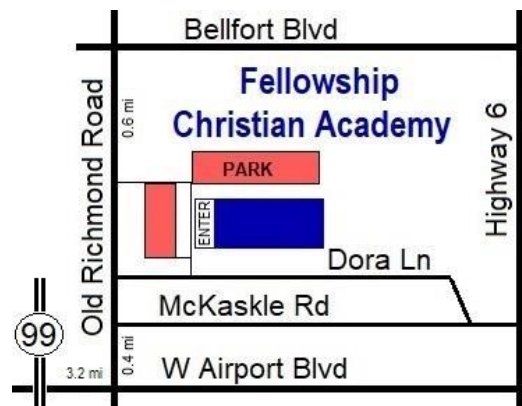 Bellfort Blvd
Fellowship
Christian Academy
Old Richmond Road
0.6 mi
Highway 6
PARK
ENTER
Dora Ln
McKaskle Rd
99
3.2 mi
0.4 mi
W Airport Blvd